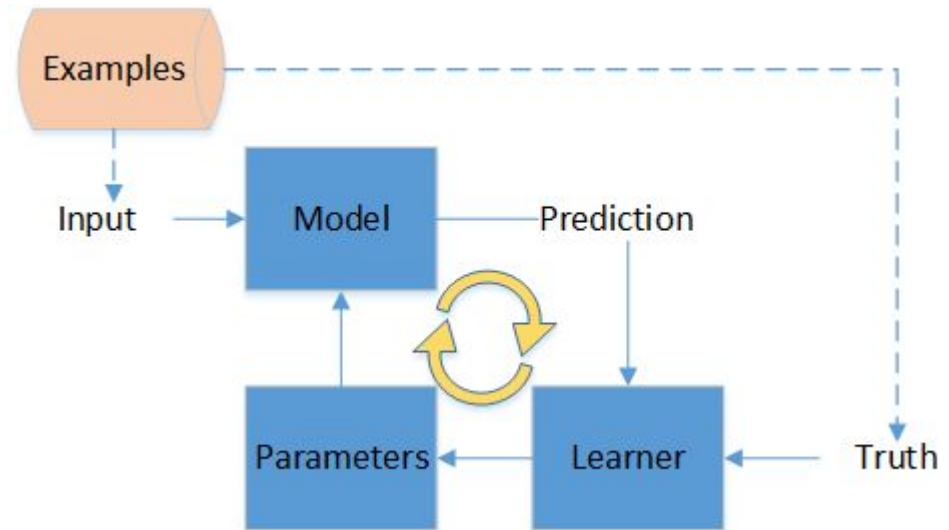 Examples
Input
Model
Prediction
Parameters
Learner
Truth